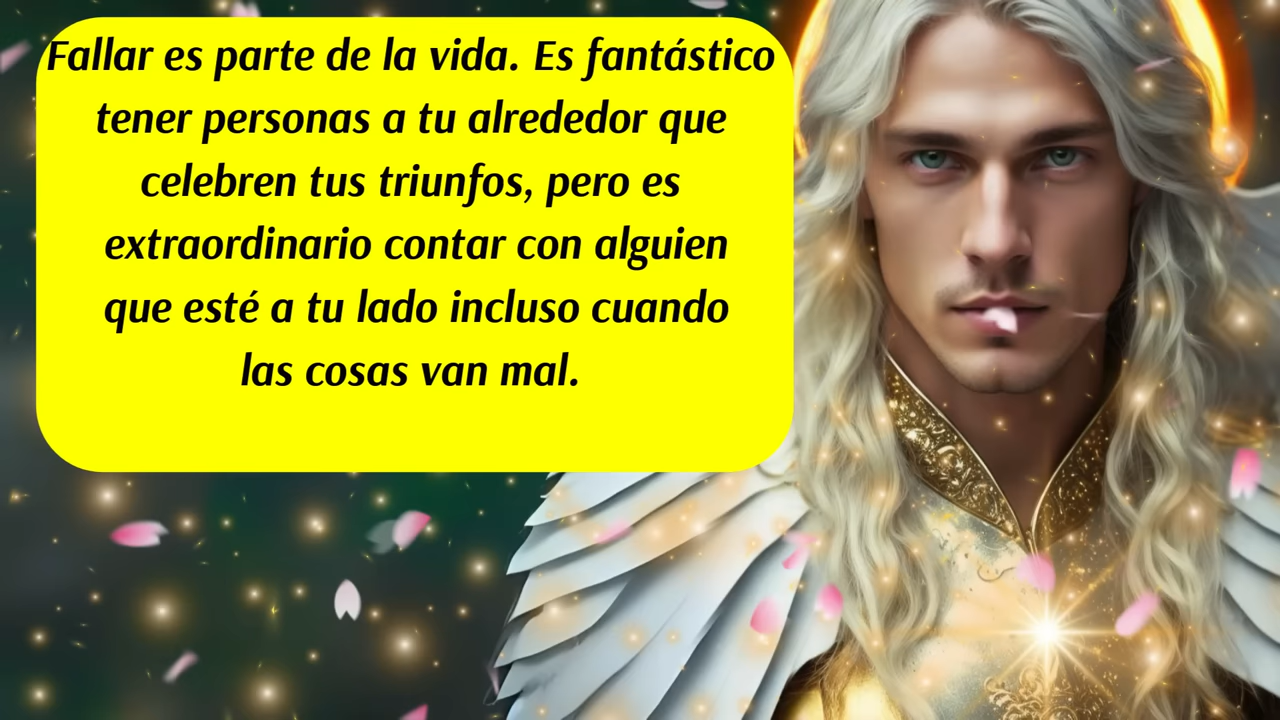 Fallar es parte de la vida. Es fantástico
tener personas a tu alrededor que
celebren tus triunfos, pero es
extraordinario contar con alguien
que esté a tu lado incluso cuando
las cosas van mal.